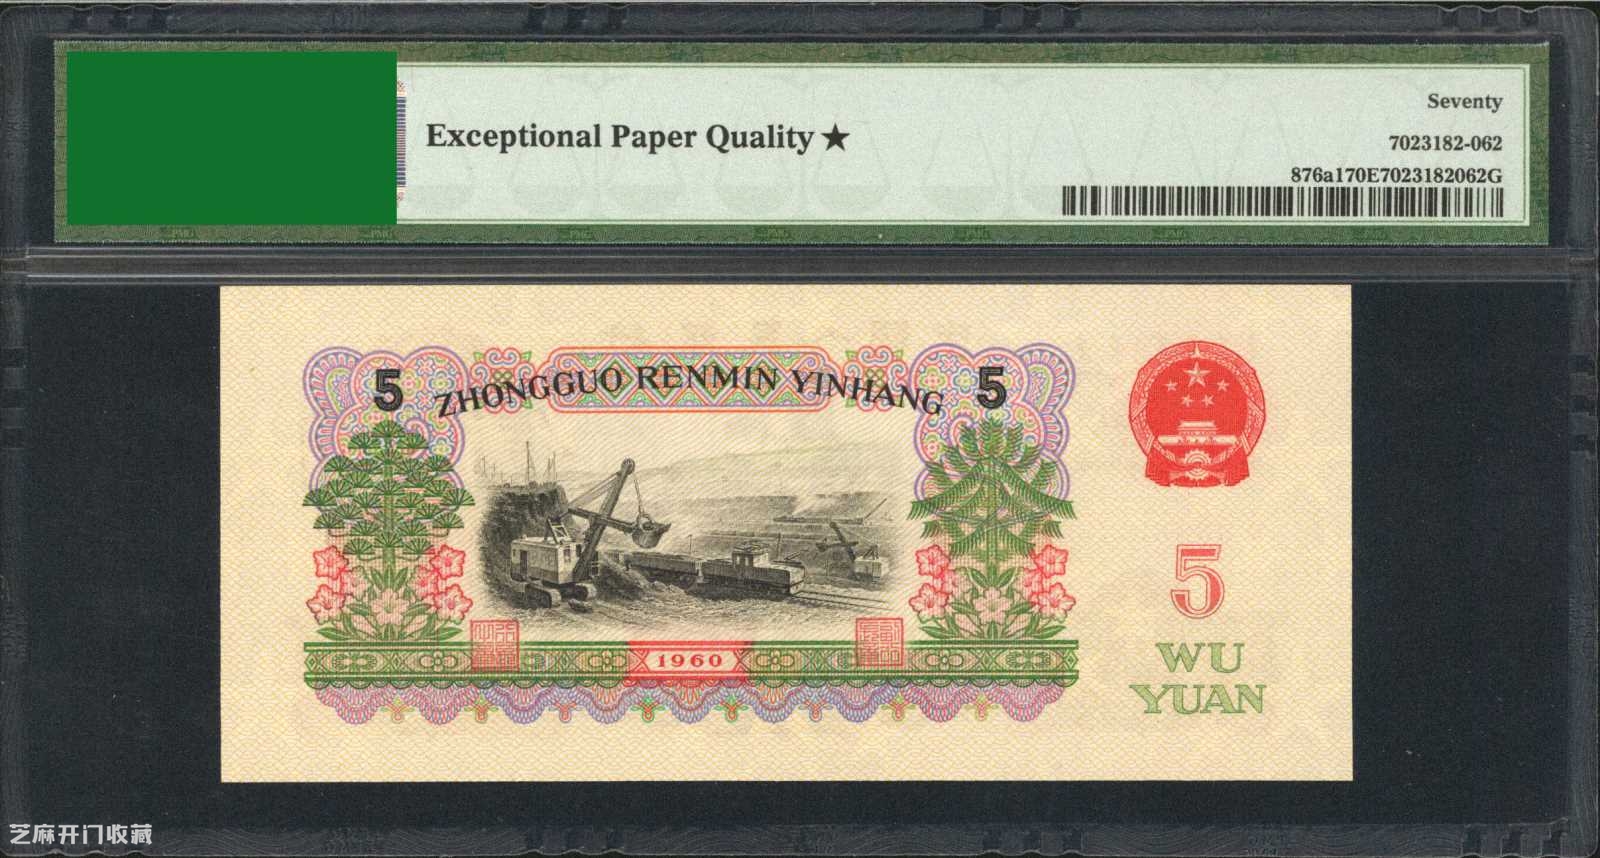 Seventy
Exceptional Paper Quality ★
7023182-062
876a170E7023182062G
5 ZHONGGUO RENMIN YINHANG 5
1960
5
WU
YUAN
芝麻开门收藏